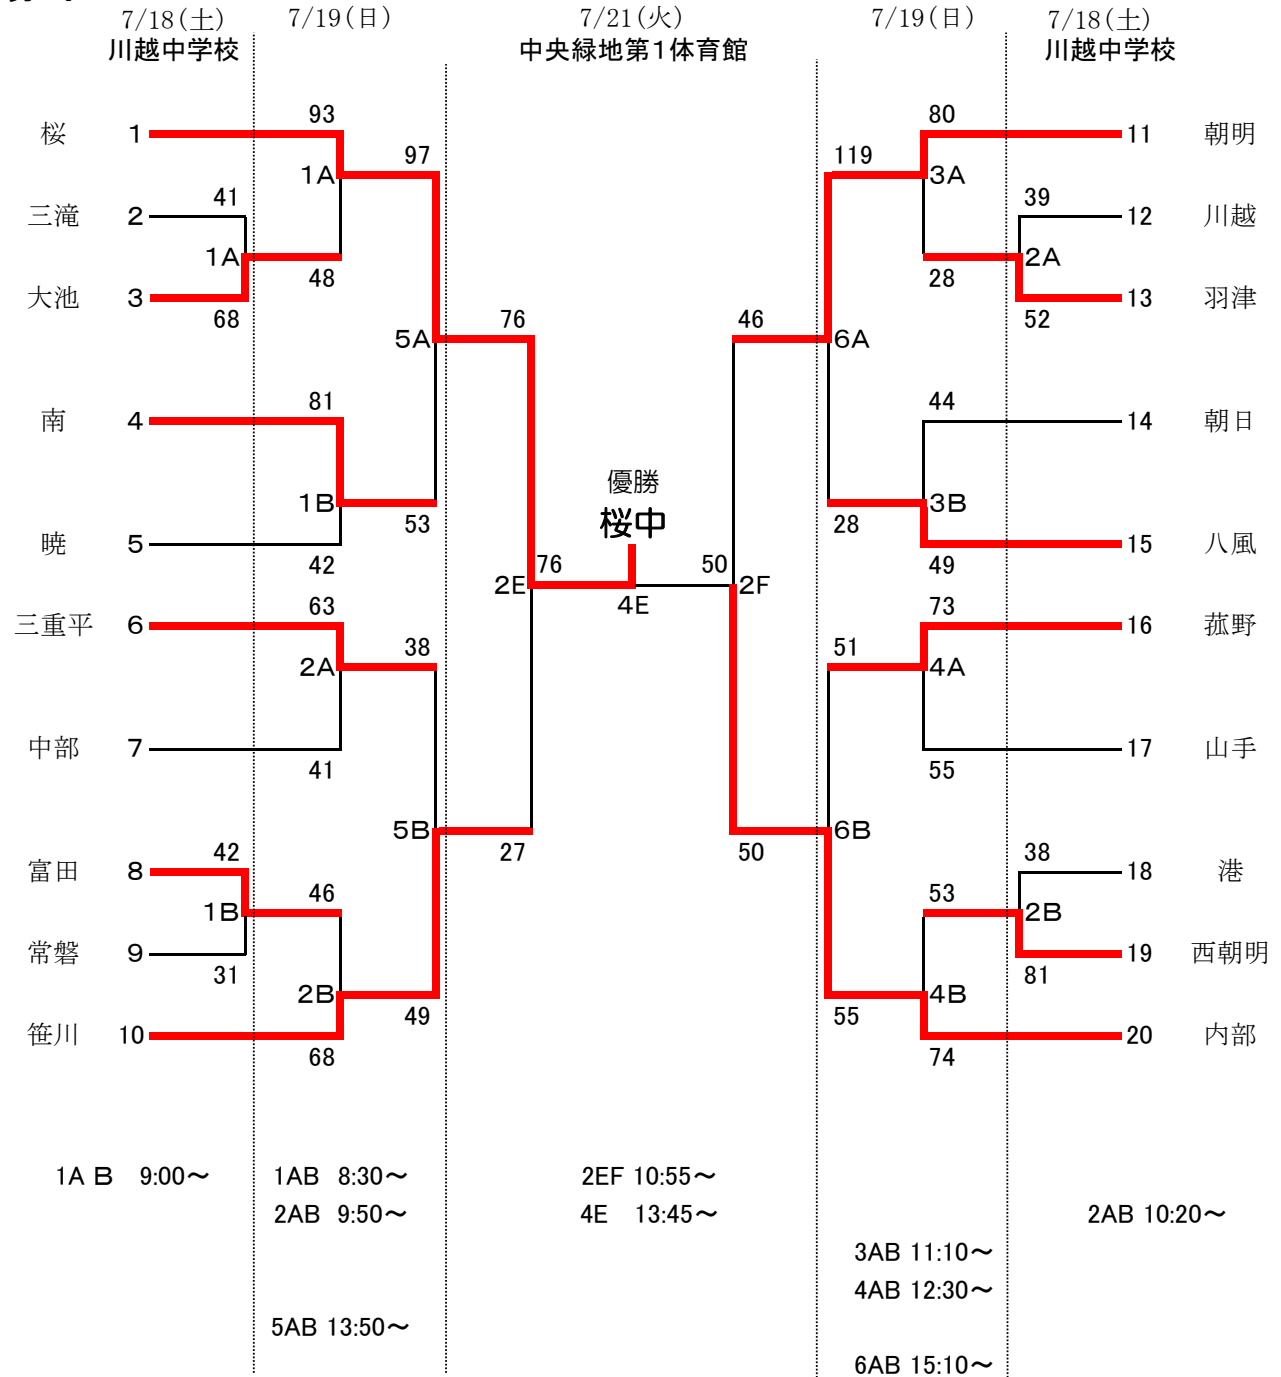 7/18(土) 7/19(日) 7/21(火) 7/19(日) 7/18(土)
川越中学校 中央緑地第1体育館 川越中学校
93 80
桜 1 11 朝明
97 119
1A 3A
41 39
三滝 2 12 川越
1A 2A
48 28
大池 3 13 羽津
68 76 46 52
5A 6A
81 44
南 4 14 朝日
優勝
1B 3B
53 桜中 28
暁 5 15 八風
42 76 50 49
2E 4E 2F
63 73
三重平 6 16 菰野
38 51
2A 4A
中部 7 17 山手
41 55
5B 6B
42 27 50 38
富田 8 18 港
46 53
1B 2B
常磐 9 19 西朝明
31 81
2B 4B
49 55
笹川 10 20 内部
68 74
1A B 9:00～ 1AB 8:30～ 2EF 10:55～
2AB 9:50～ 4E 13:45～ 2AB 10:20～
3AB 11:10～
4AB 12:30～
5AB 13:50～
6AB 15:10～